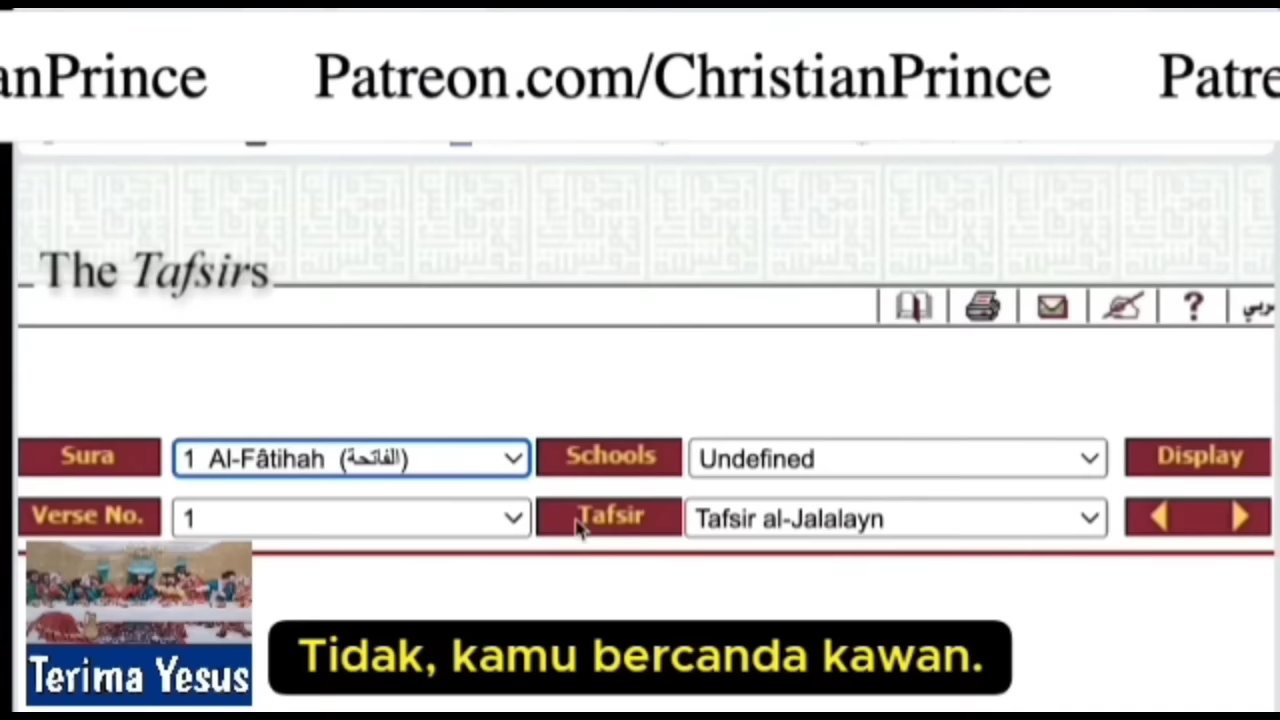 anPrince Patreon.com/ChristianPrince Patre
The Tafsirs
?
Sura 1 Al-Fâtihah (الفاتحة) Schools Undefined Display
Verse No. 1 Tafsir Tafsir al-Jalalayn
Terima Yesus
Tidak, kamu bercanda kawan.